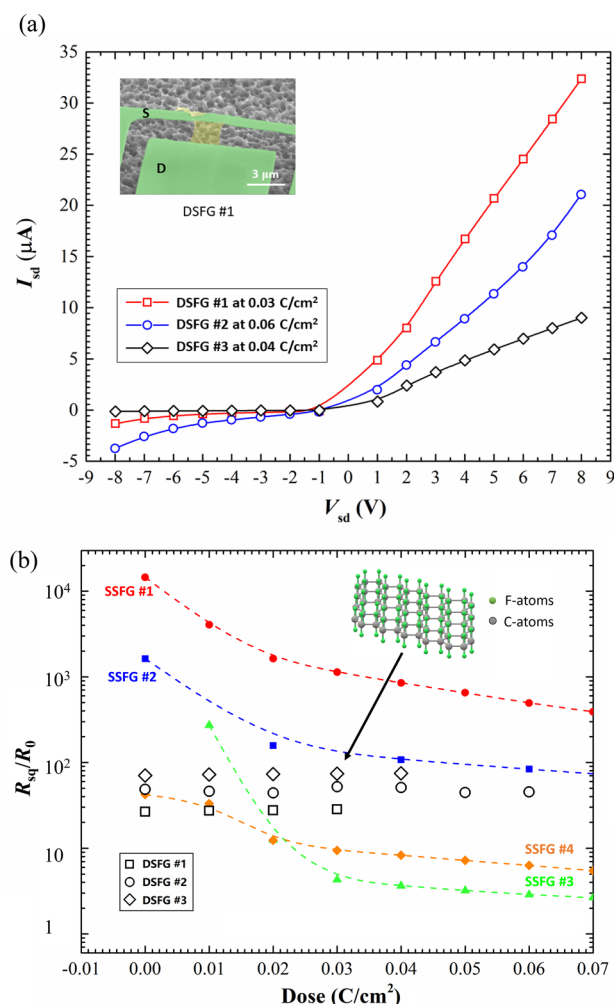 (a)
35
30
25
20
15
10
5
0
-5
I_sd (μA)
S
D
3 μm
DSFG #1
DSFG #1 at 0.03 C/cm²
DSFG #2 at 0.06 C/cm²
DSFG #3 at 0.04 C/cm²
-9 -8 -7 -6 -5 -4 -3 -2 -1 0 1 2 3 4 5 6 7 8 9
V_sd (V)
(b)
10⁴
10³
10²
10
1
R_sq/R_0
SSFG #1
SSFG #2
F-atoms
C-atoms
SSFG #4
SSFG #3
DSFG #1
DSFG #2
DSFG #3
-0.01 0.00 0.01 0.02 0.03 0.04 0.05 0.06 0.07
Dose (C/cm²)